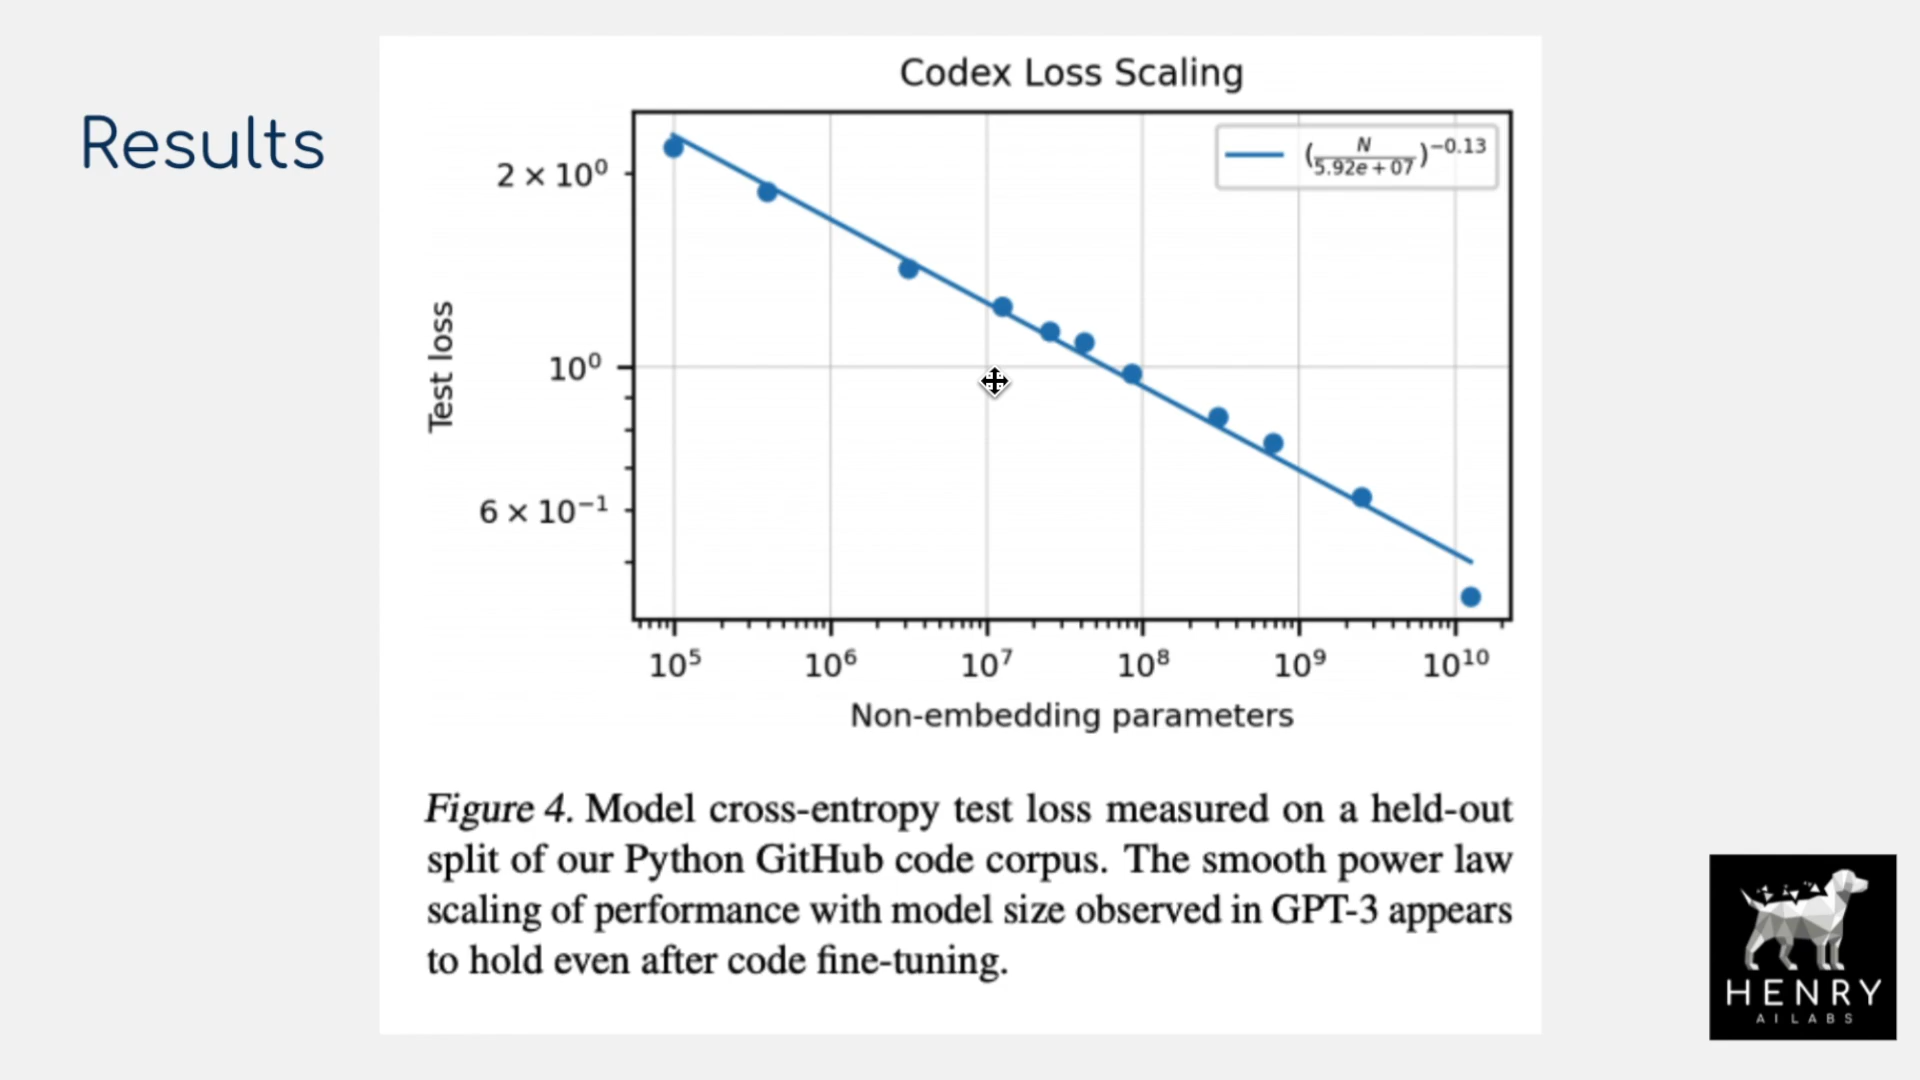 Results
Codex Loss Scaling
(N/5.92e+07)^−0.13
2 × 10⁰
10⁰
6 × 10⁻¹
Test loss
10⁵ 10⁶ 10⁷ 10⁸ 10⁹ 10¹⁰
Non-embedding parameters
Figure 4. Model cross-entropy test loss measured on a held-out
split of our Python GitHub code corpus. The smooth power law
scaling of performance with model size observed in GPT-3 appears
to hold even after code fine-tuning.
HENRY
AI LABS